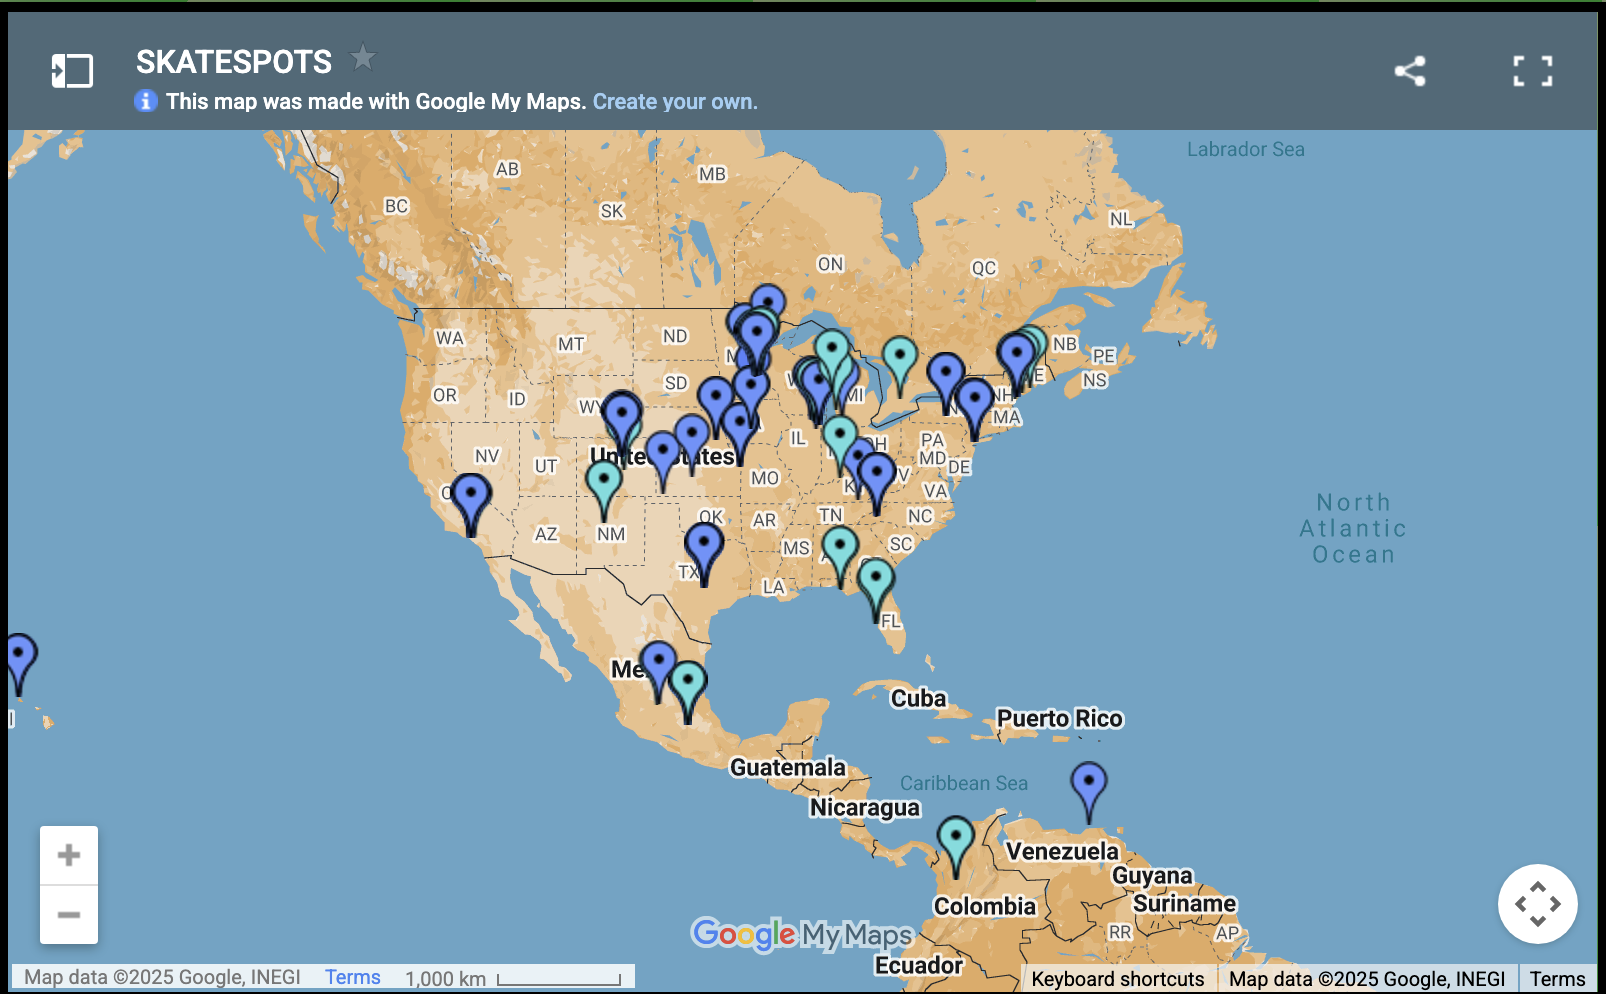 SKATESPOTS
This map was made with Google My Maps. Create your own.
Labrador Sea
AB
MB
BC
SK
NL
ON
QC
WA
MT
ND
NB
PE
NS
OR
ID
SD
WY
MI
NH
MA
NV
UT
IL
OH
PA
MD
DE
United States
MO
VA
AZ
NM
OK
AR
TN
NC
MS
SC
TX
LA
FL
North
Atlantic
Ocean
Cuba
Puerto Rico
Guatemala
Caribbean Sea
Nicaragua
Venezuela
Guyana
Suriname
Colombia
RR
AP
Ecuador
Google My Maps
Map data ©2025 Google, INEGI Terms 1,000 km
Keyboard shortcuts Map data ©2025 Google, INEGI Terms